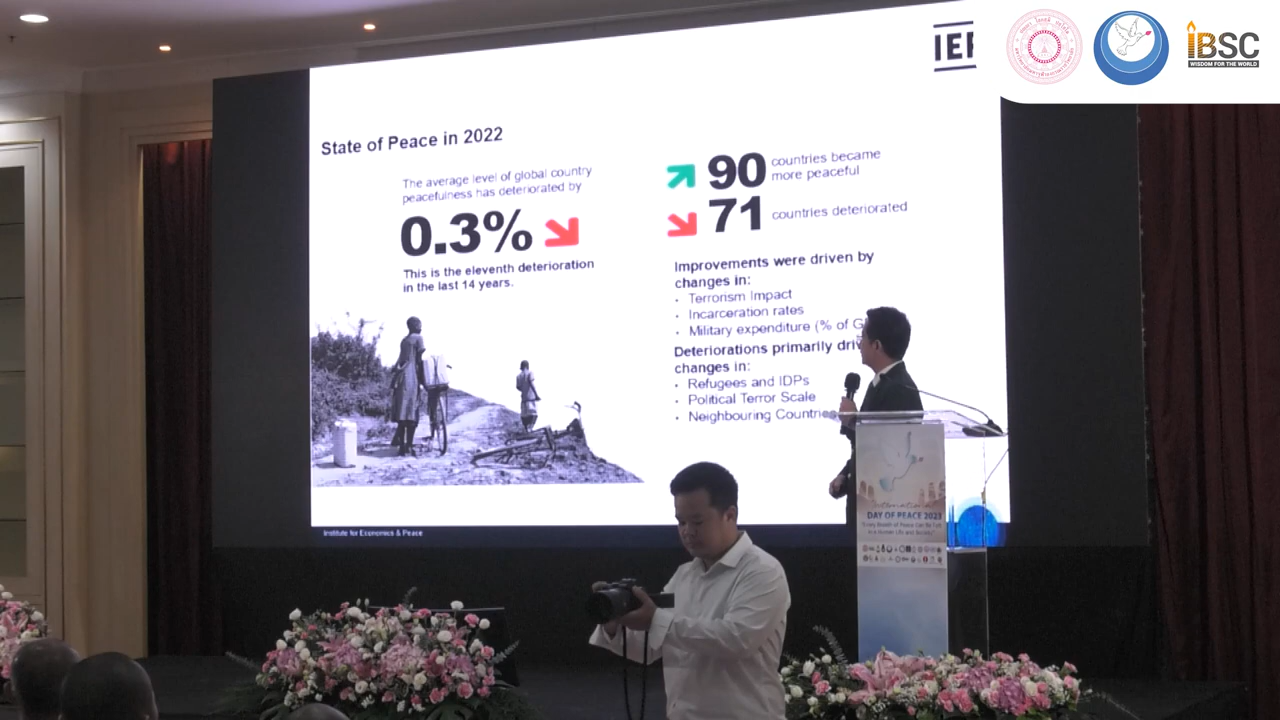 State of Peace in 2022
The average level of global country
peacefulness has deteriorated by
0.3%
This is the eleventh deterioration
in the last 14 years.
90 countries became
more peaceful
71 countries deteriorated
Improvements were driven by
changes in:
• Terrorism Impact
• Incarceration rates
• Military expenditure (% of G
Deteriorations primarily driv
changes in:
• Refugees and IDPs
• Political Terror Scale
• Neighbouring Countries
Institute for Economics & Peace
IEP
iBSC
WISDOM FOR THE WORLD
International
DAY OF PEACE 2023